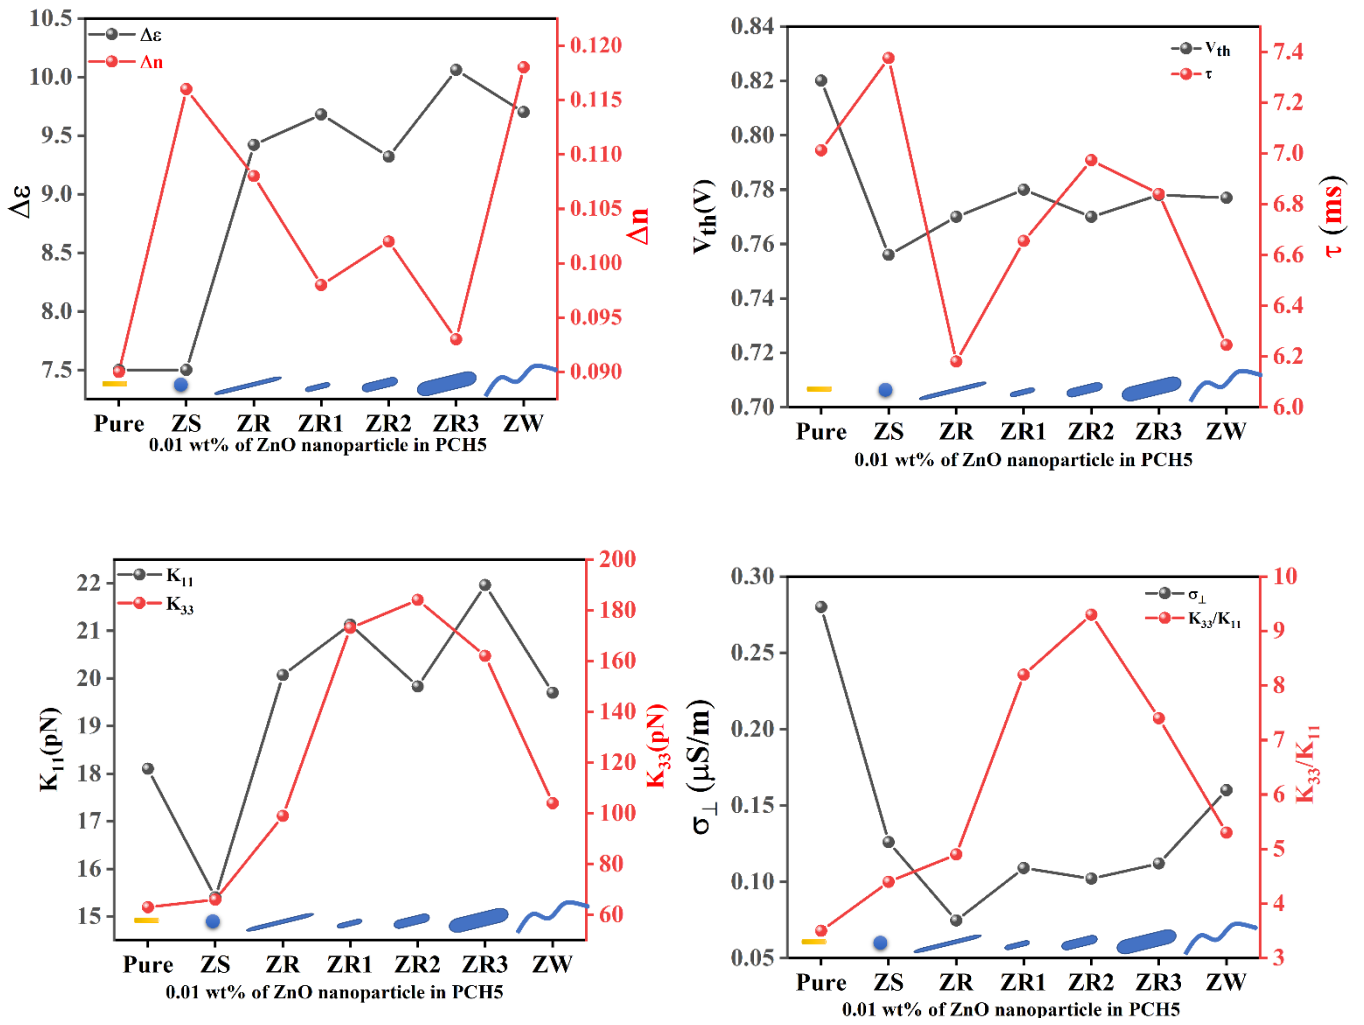 10.5
10.0
9.5
9.0
8.5
8.0
7.5
Δε
Δε
Δn
0.120
0.115
0.110
0.105
0.100
0.095
0.090
Δn
Pure ZS ZR ZR1 ZR2 ZR3 ZW
0.01 wt% of ZnO nanoparticle in PCH5
0.84
0.82
0.80
0.78
0.76
0.74
0.72
0.70
Vth(V)
Vth
τ
7.4
7.2
7.0
6.8
6.6
6.4
6.2
6.0
τ (ms)
Pure ZS ZR ZR1 ZR2 ZR3 ZW
0.01 wt% of ZnO nanoparticle in PCH5
22
21
20
19
18
17
16
15
K₁₁(pN)
K₁₁
K₃₃
200
180
160
140
120
100
80
60
K₃₃(pN)
Pure ZS ZR ZR1 ZR2 ZR3 ZW
0.01 wt% of ZnO nanoparticle in PCH5
0.30
0.25
0.20
0.15
0.10
0.05
σ⊥ (μS/m)
σ⊥
K₃₃/K₁₁
10
9
8
7
6
5
4
3
K₃₃/K₁₁
Pure ZS ZR ZR1 ZR2 ZR3 ZW
0.01 wt% of ZnO nanoparticle in PCH5